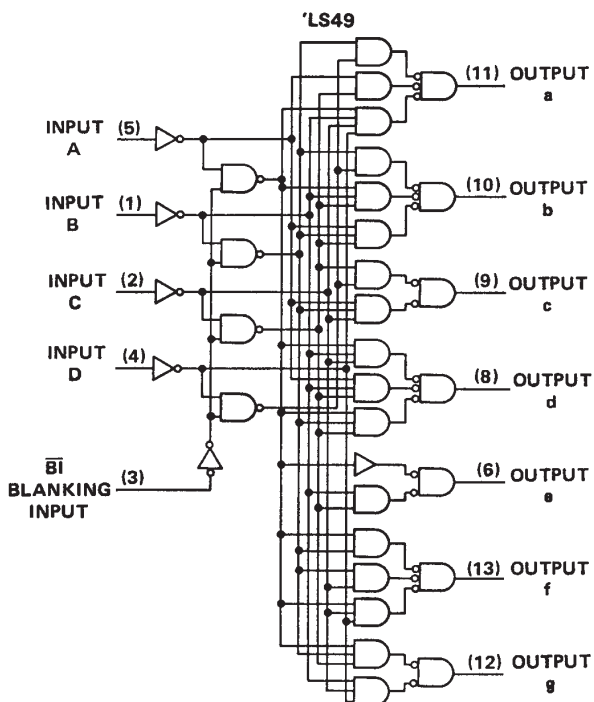 'LS49
(11) OUTPUT
a
INPUT (5)
A
(10) OUTPUT
b
INPUT (1)
B
INPUT (2)
C
(9) OUTPUT
c
INPUT (4)
D
(8) OUTPUT
d
BI (3)
BLANKING
INPUT
(6) OUTPUT
e
(13) OUTPUT
f
(12) OUTPUT
g